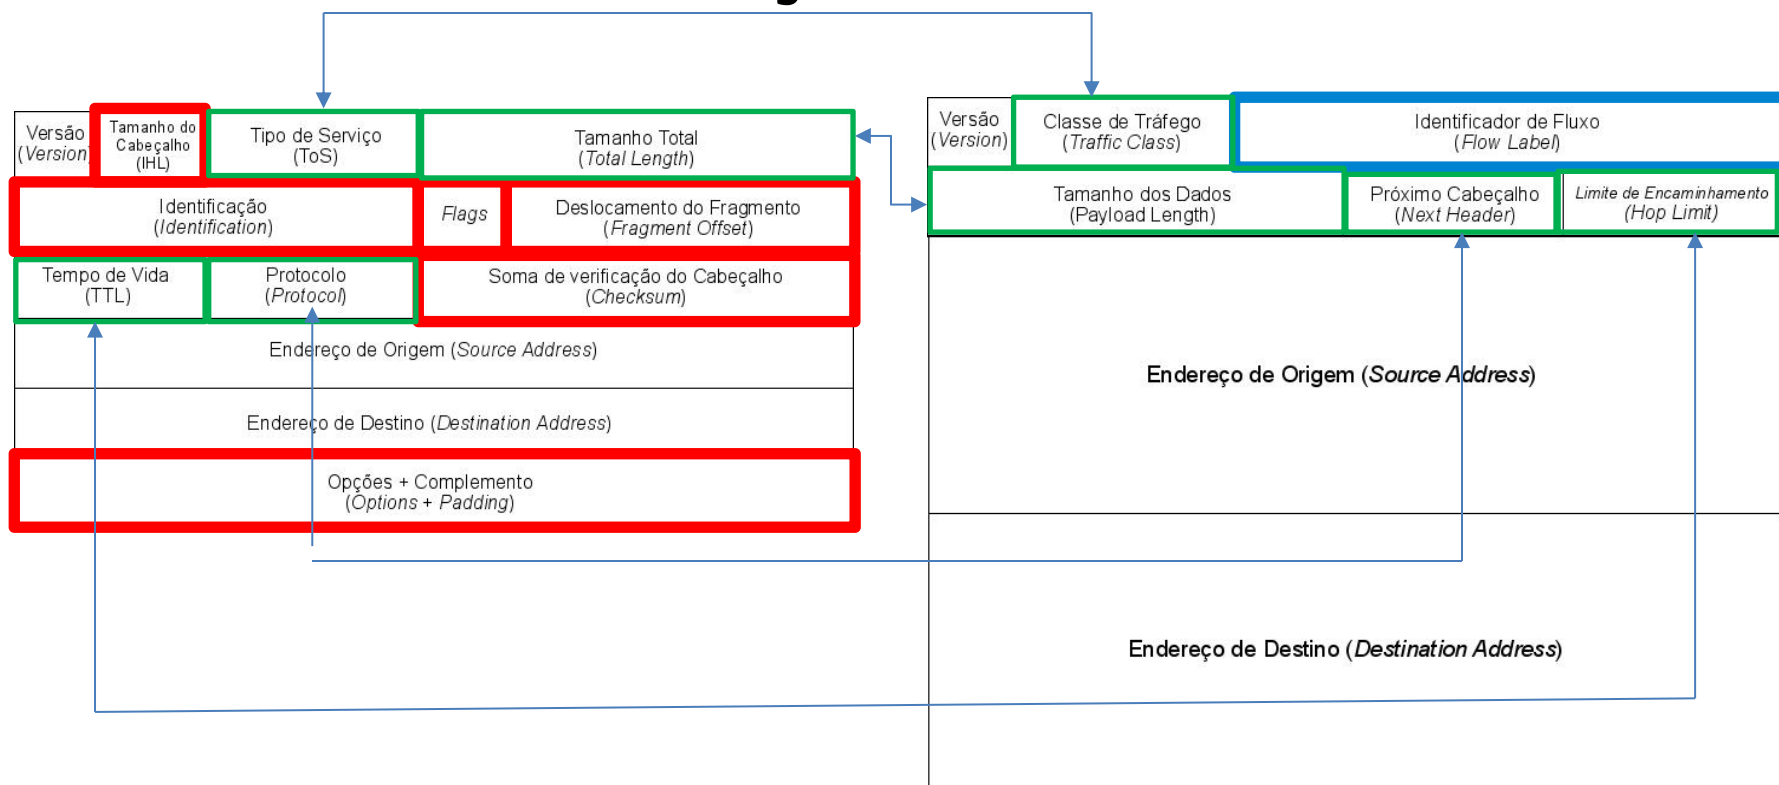 Versão
(Version)
Tamanho do
Cabeçalho
(IHL)
Tipo de Serviço
(ToS)
Tamanho Total
(Total Length)
Identificação
(Identification)
Flags
Deslocamento do Fragmento
(Fragment Offset)
Tempo de Vida
(TTL)
Protocolo
(Protocol)
Soma de verificação do Cabeçalho
(Checksum)
Endereço de Origem (Source Address)
Endereço de Destino (Destination Address)
Opções + Complemento
(Options + Padding)
Versão
(Version)
Classe de Tráfego
(Traffic Class)
Identificador de Fluxo
(Flow Label)
Tamanho dos Dados
(Payload Length)
Próximo Cabeçalho
(Next Header)
Limite de Encaminhamento
(Hop Limit)
Endereço de Origem (Source Address)
Endereço de Destino (Destination Address)